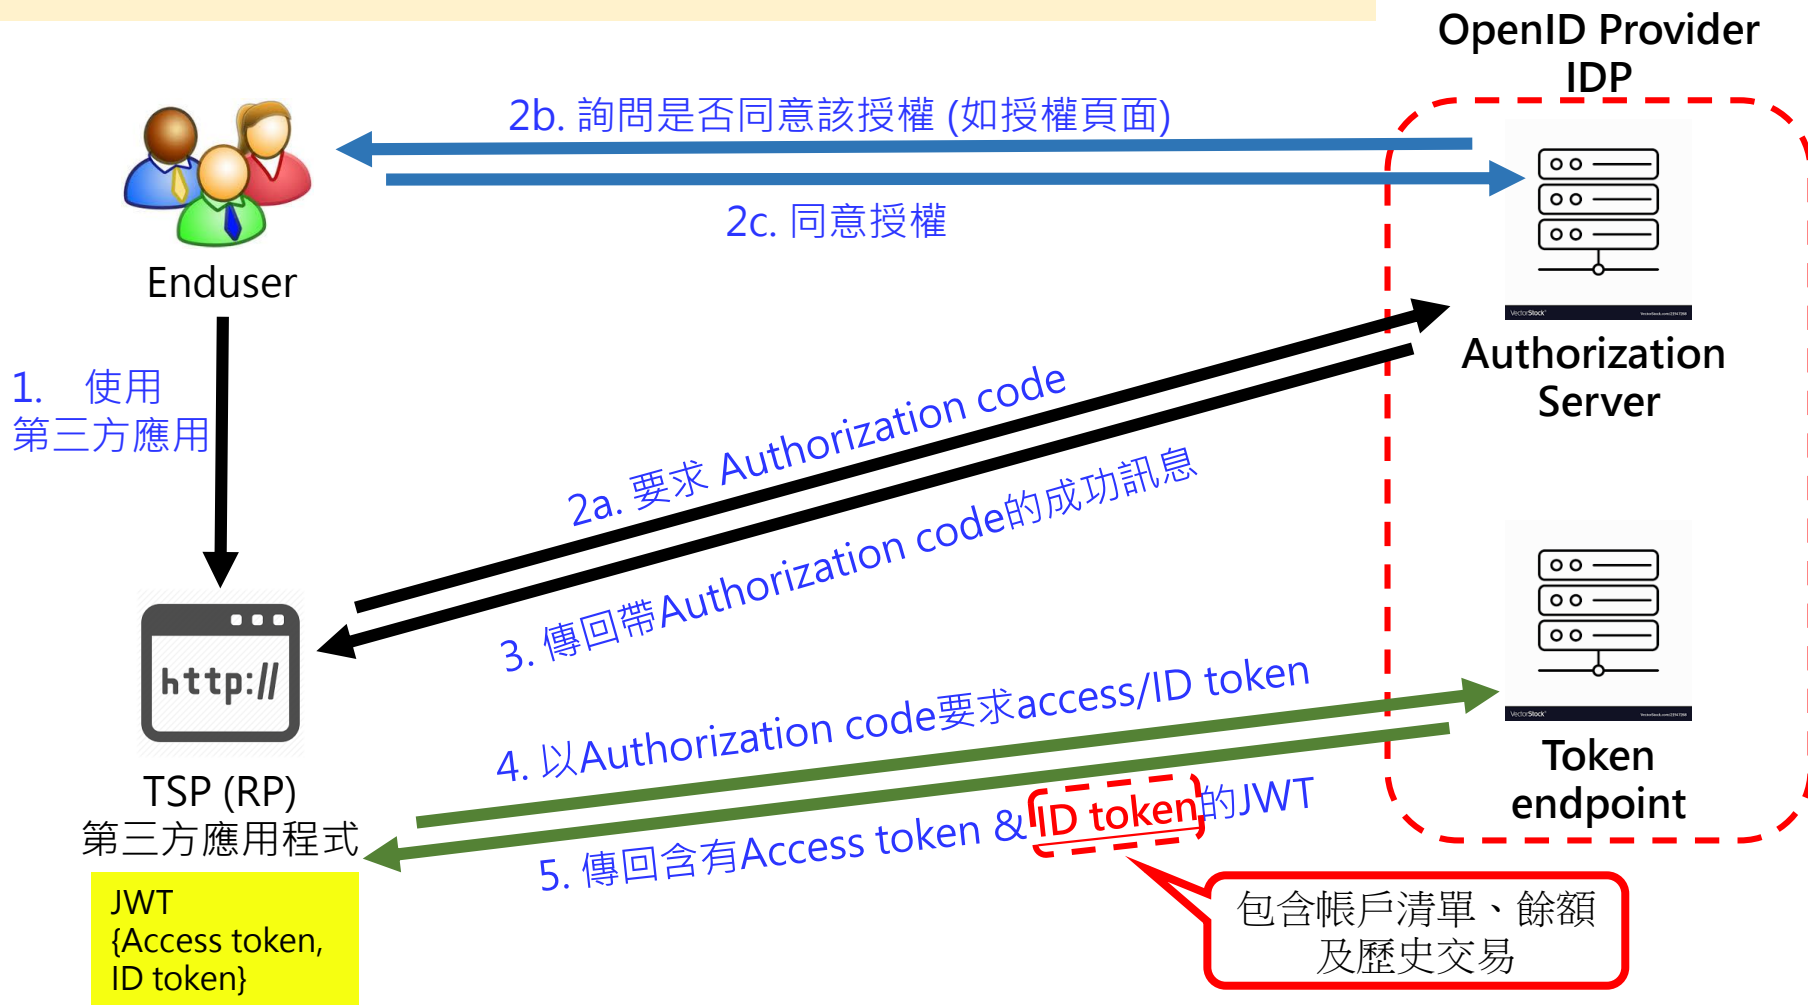 OpenID Provider
IDP
2b. 詢問是否同意該授權 (如授權頁面)
2c. 同意授權
Enduser
VectorStock
Authorization
Server
1. 使用
第三方應用
2a. 要求 Authorization code
3. 傳回帶Authorization code的成功訊息
http://
4. 以Authorization code要求access/ID token
5. 傳回含有Access token & ID token的JWT
VectorStock
Token
endpoint
TSP (RP)
第三方應用程式
JWT
{Access token,
ID token}
包含帳戶清單、餘額
及歷史交易